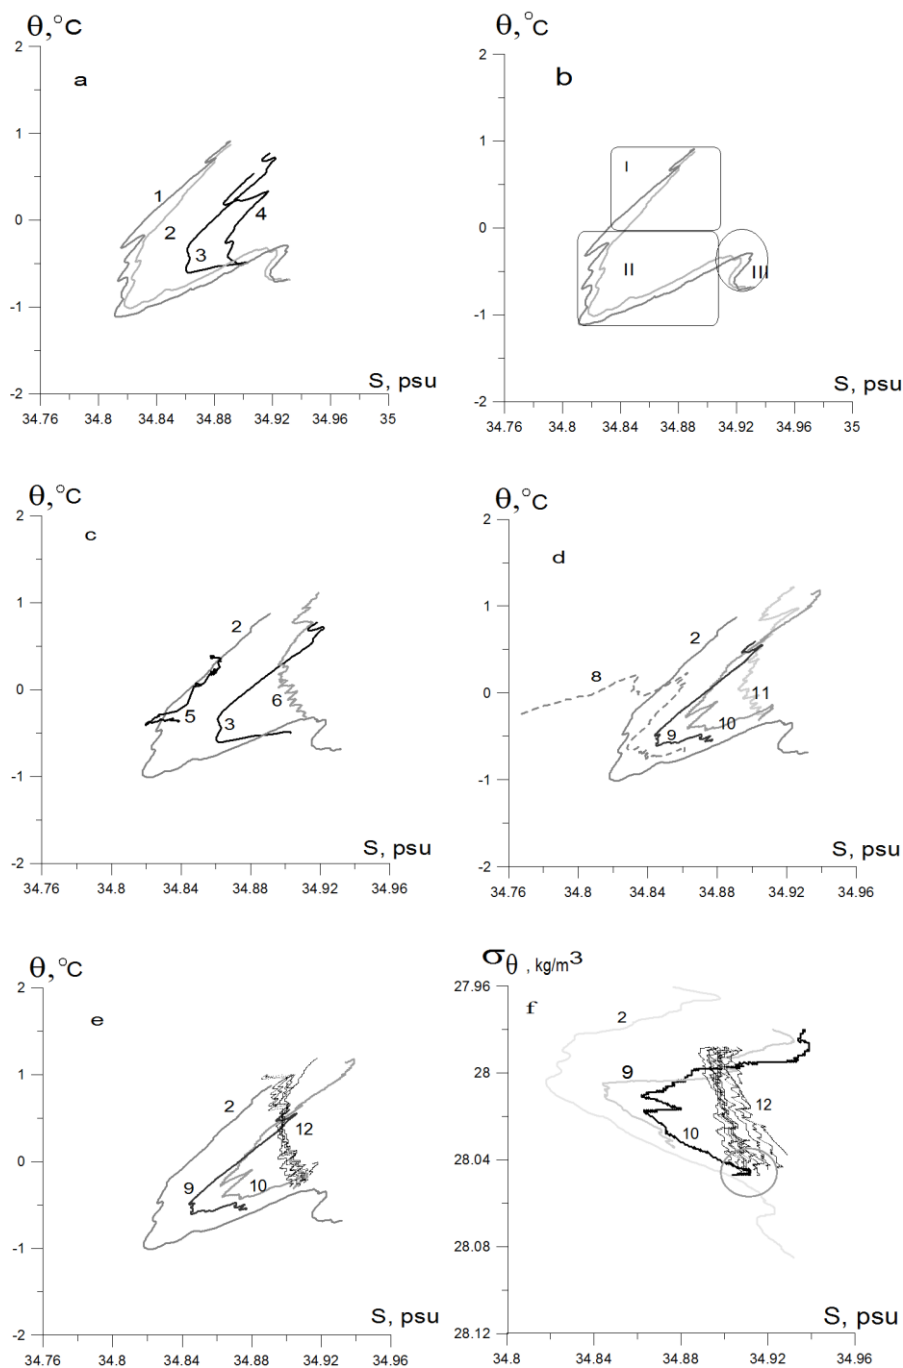 θ,°C
2
a
1
1
2
0
4
3
-1
S, psu
-2
34.76 34.8 34.84 34.88 34.92 34.96 35
θ,°C
2
b
1
I
0
II
III
-1
S, psu
-2
34.76 34.8 34.84 34.88 34.92 34.96 35
θ,°C
2
c
1
2
0
5
3
6
-1
S, psu
-2
34.76 34.8 34.84 34.88 34.92 34.96
θ,°C
2
d
1
2
8
0
11
10
9
-1
S, psu
-2
34.76 34.8 34.84 34.88 34.92 34.96
θ,°C
2
e
1
2
12
0
9
10
-1
S, psu
-2
34.76 34.8 34.84 34.88 34.92 34.96
σθ , kg/m3
27.96
f
2
28
9
12
10
28.04
28.08
S, psu
28.12
34.8 34.84 34.88 34.92 34.96